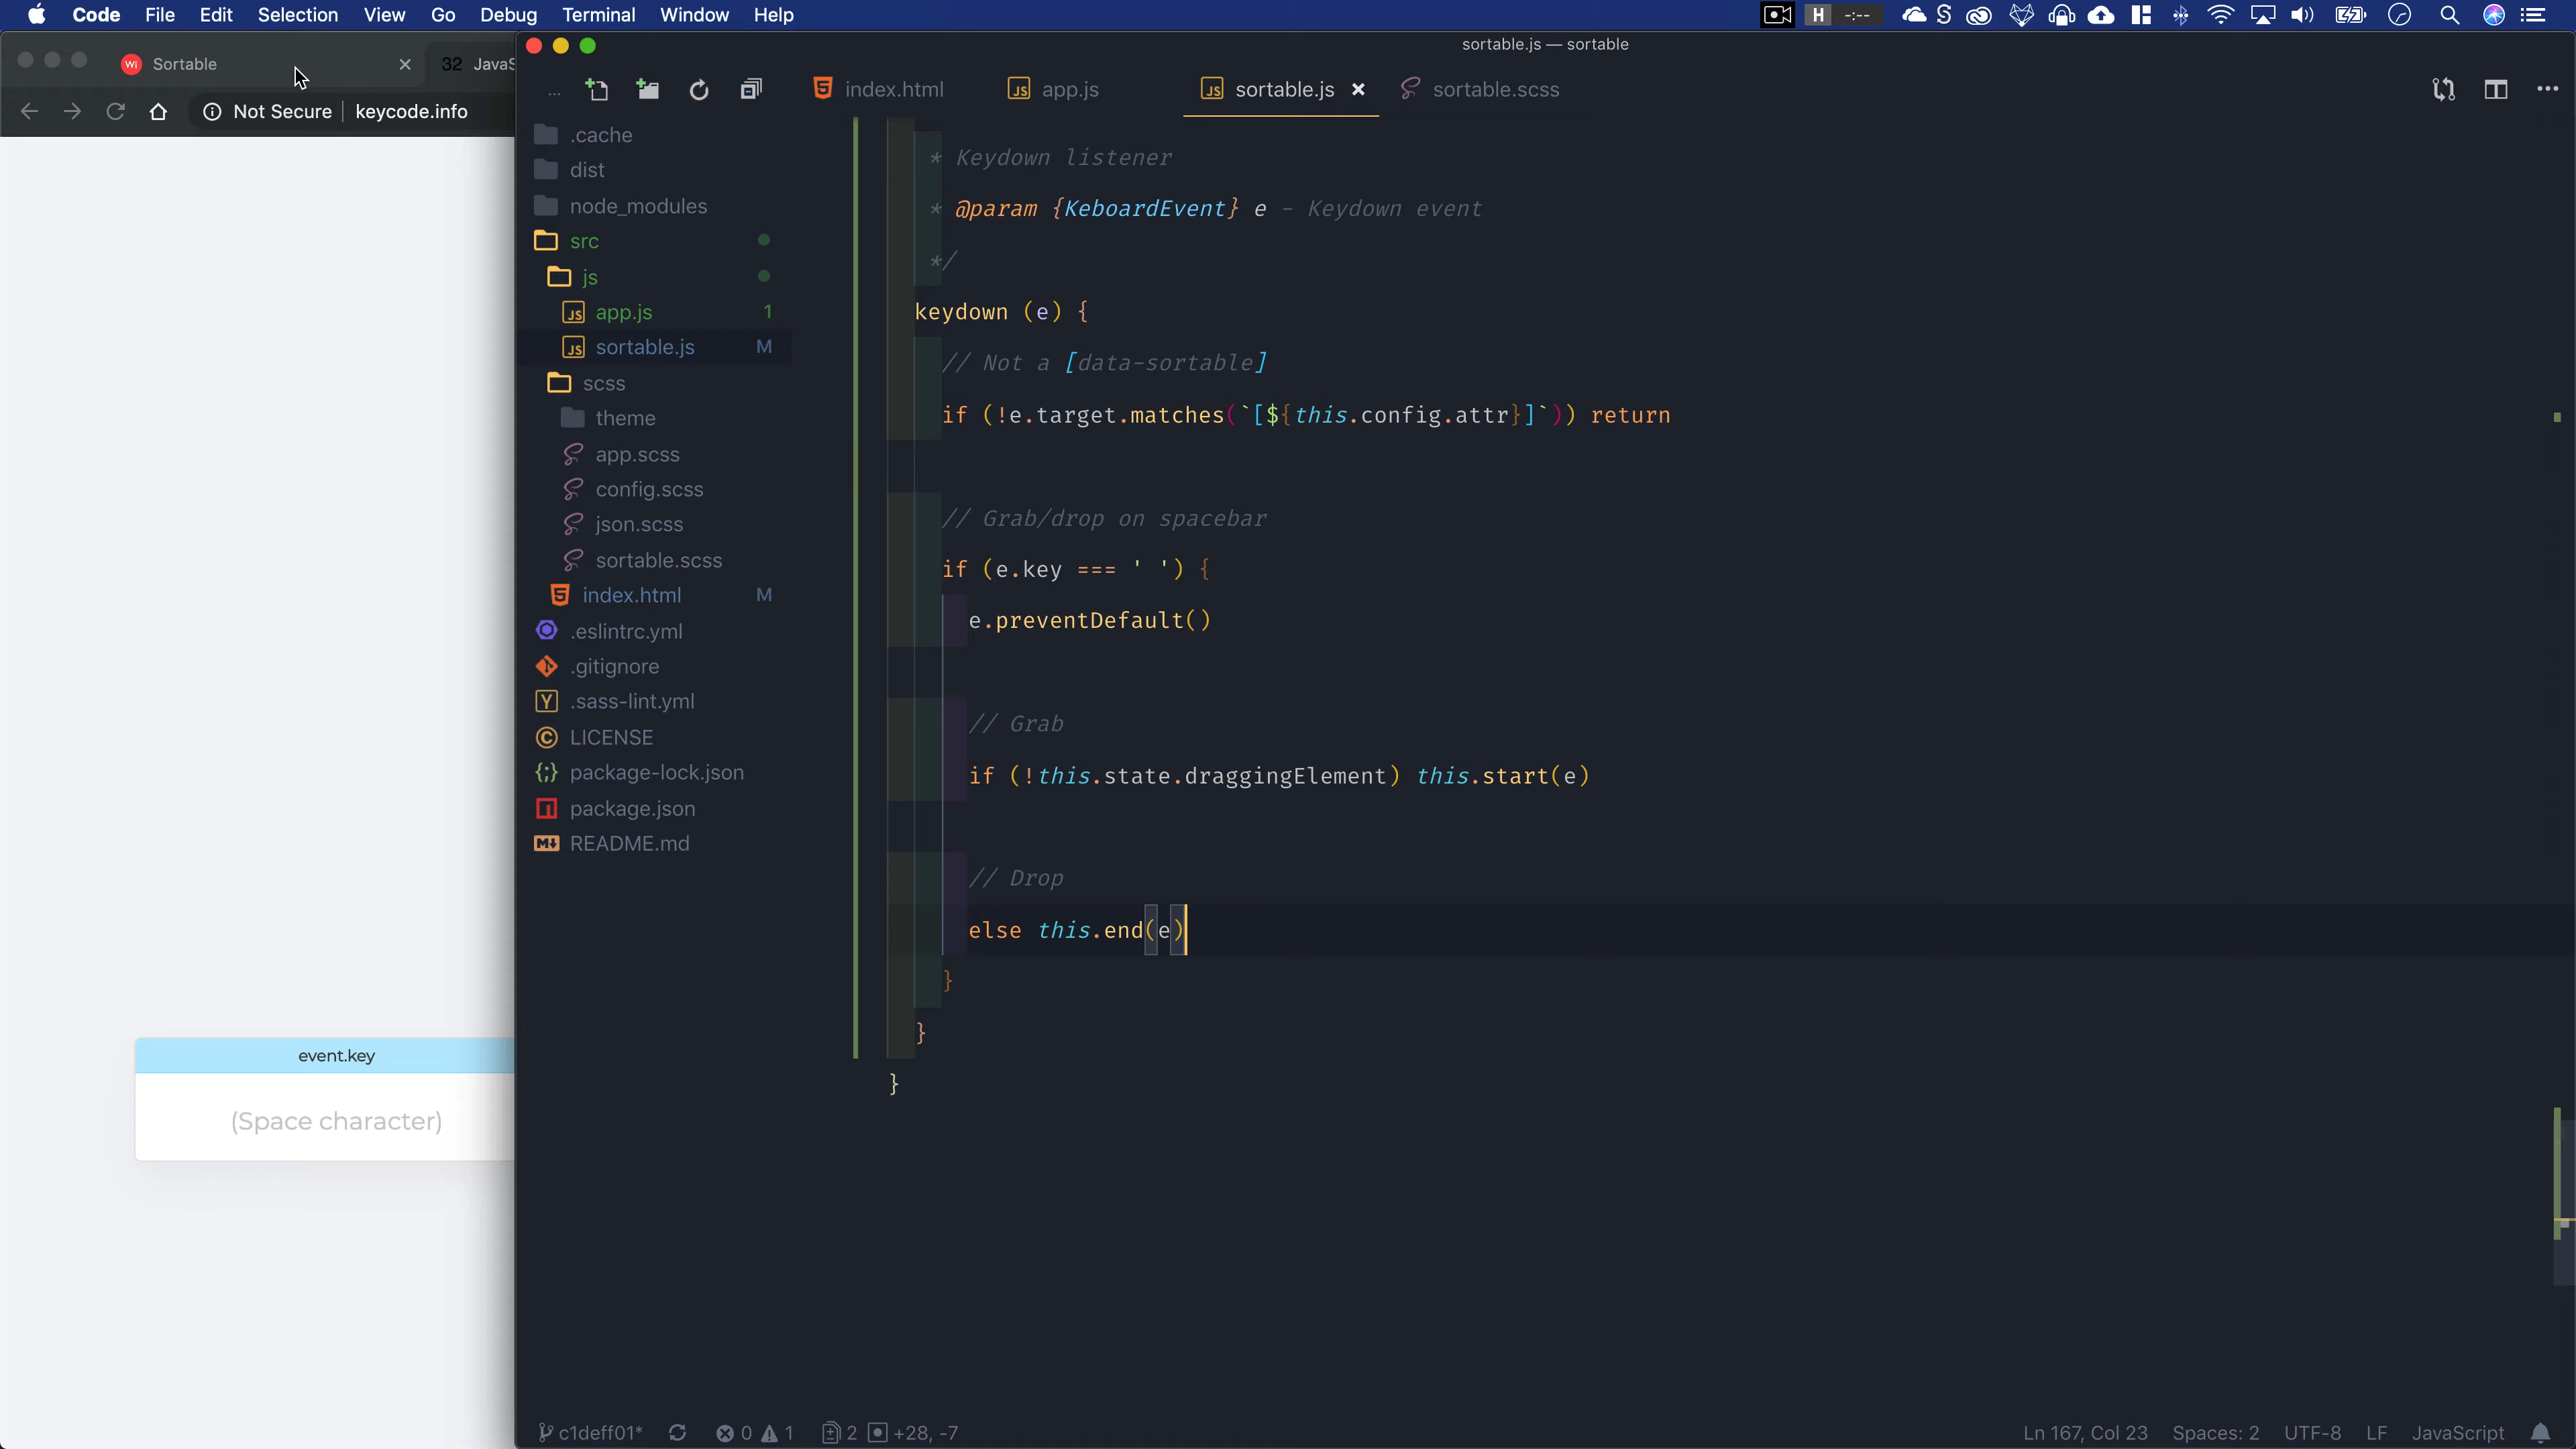 Code File Edit Selection View Go Debug Terminal Window Help
H -:--
sortable.js — sortable
Wi Sortable
32 JavaS
Not Secure keycode.info
... index.html app.js sortable.js sortable.scss
.cache
dist
node_modules
src
js
app.js 1
sortable.js M
scss
theme
app.scss
config.scss
json.scss
sortable.scss
index.html M
.eslintrc.yml
.gitignore
.sass-lint.yml
LICENSE
package-lock.json
package.json
README.md
* Keydown listener
* @param {KeboardEvent} e - Keydown event
*/
keydown (e) {
// Not a [data-sortable]
if (!e.target.matches(`[${this.config.attr}]`)) return
// Grab/drop on spacebar
if (e.key === ' ') {
e.preventDefault()
// Grab
if (!this.state.draggingElement) this.start(e)
// Drop
else this.end(e)
}
}
}
event.key
(Space character)
c1deff01* 0 1 2 +28, -7
Ln 167, Col 23 Spaces: 2 UTF-8 LF JavaScript